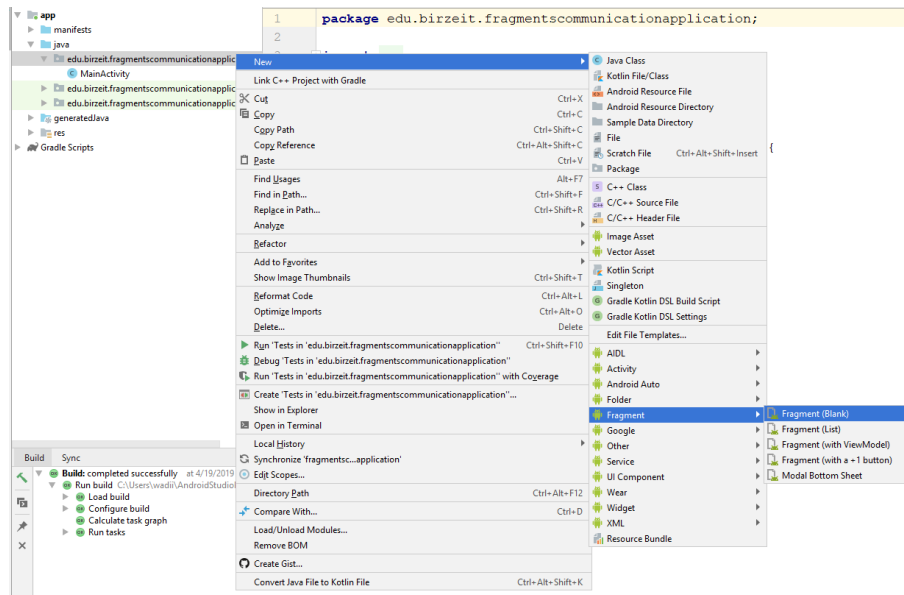 app
manifests
java
edu.birzeit.fragmentscommunicationapplic
MainActivity
edu.birzeit.fragmentscommunicationapplic
edu.birzeit.fragmentscommunicationapplic
generatedJava
res
Gradle Scripts
1 package edu.birzeit.fragmentscommunicationapplication;
2
{
New
Link C++ Project with Gradle
Cut Ctrl+X
Copy Ctrl+C
Copy Path Ctrl+Shift+C
Copy Reference Ctrl+Alt+Shift+C
Paste Ctrl+V
Find Usages Alt+F7
Find in Path... Ctrl+Shift+F
Replace in Path... Ctrl+Shift+R
Analyze
Refactor
Add to Favorites
Show Image Thumbnails Ctrl+Shift+T
Reformat Code Ctrl+Alt+L
Optimize Imports Ctrl+Alt+O
Delete... Delete
Run 'Tests in 'edu.birzeit.fragmentscommunicationapplication'' Ctrl+Shift+F10
Debug 'Tests in 'edu.birzeit.fragmentscommunicationapplication''
Run 'Tests in 'edu.birzeit.fragmentscommunicationapplication'' with Coverage
Create 'Tests in 'edu.birzeit.fragmentscommunicationapplication''...
Show in Explorer
Open in Terminal
Local History
Synchronize 'fragmentsc...application'
Edit Scopes...
Directory Path Ctrl+Alt+F12
Compare With... Ctrl+D
Load/Unload Modules...
Remove BOM
Create Gist...
Convert Java File to Kotlin File Ctrl+Alt+Shift+K
Java Class
Kotlin File/Class
Android Resource File
Android Resource Directory
Sample Data Directory
File
Scratch File Ctrl+Alt+Shift+Insert
Package
C++ Class
C/C++ Source File
C/C++ Header File
Image Asset
Vector Asset
Kotlin Script
Singleton
Gradle Kotlin DSL Build Script
Gradle Kotlin DSL Settings
Edit File Templates...
AIDL
Activity
Android Auto
Folder
Fragment
Google
Other
Service
UI Component
Wear
Widget
XML
Resource Bundle
Fragment (Blank)
Fragment (List)
Fragment (with ViewModel)
Fragment (with a +1 button)
Modal Bottom Sheet
Build Sync
Build: completed successfully at 4/19/2019
Run build C:\Users\wadii\AndroidStudio
Load build
Configure build
Calculate task graph
Run tasks